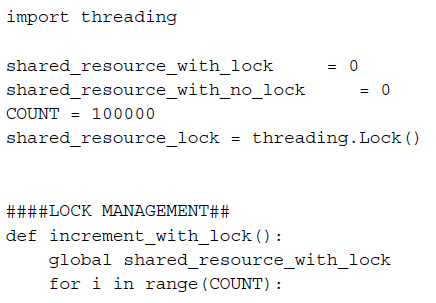 import threading
shared_resource_with_lock = 0
shared_resource_with_no_lock = 0
COUNT = 100000
shared_resource_lock = threading.Lock()
####LOCK MANAGEMENT##
def increment_with_lock():
global shared_resource_with_lock
for i in range(COUNT):